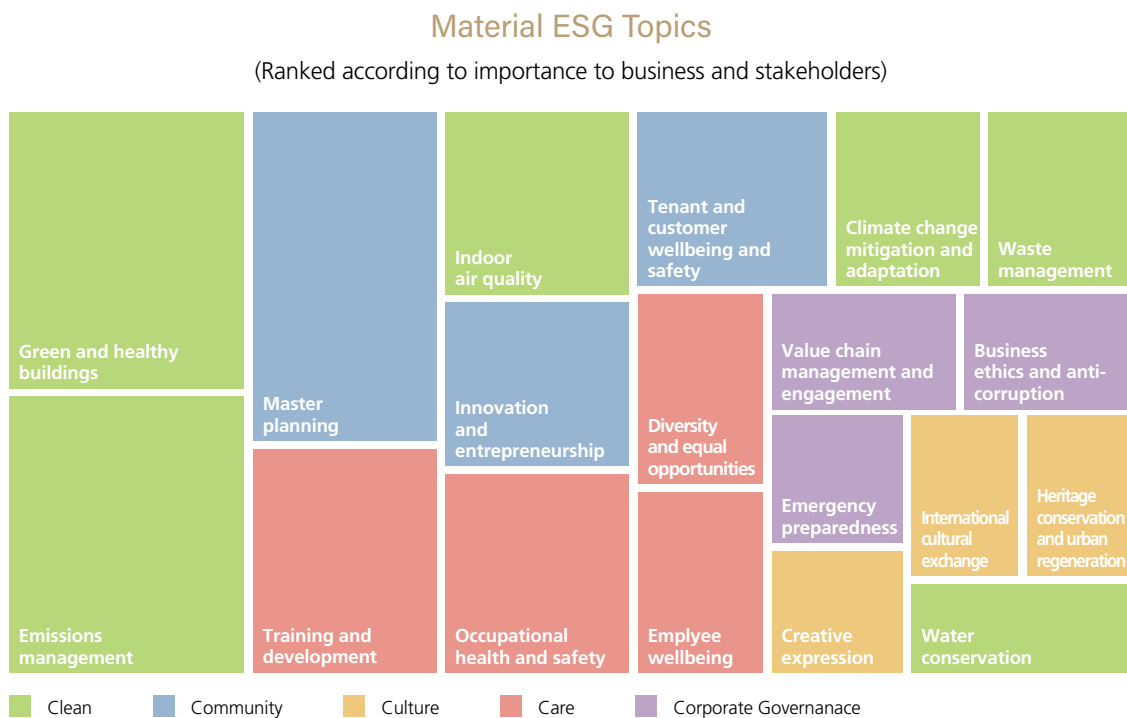 Material ESG Topics
(Ranked according to importance to business and stakeholders)
Green and healthy
buildings
Emissions
management
Master
planning
Training and
development
Indoor
air quality
Innovation
and
entrepreneurship
Occupational
health and safety
Tenant and
customer
wellbeing and
safety
Climate change
mitigation and
adaptation
Waste
management
Diversity
and equal
opportunities
Emplyee
wellbeing
Value chain
management and
engagement
Business
ethics and anti-
corruption
Emergency
preparedness
International
cultural
exchange
Heritage
conservation
and urban
regeneration
Creative
expression
Water
conservation
Clean
Community
Culture
Care
Corporate Governanace